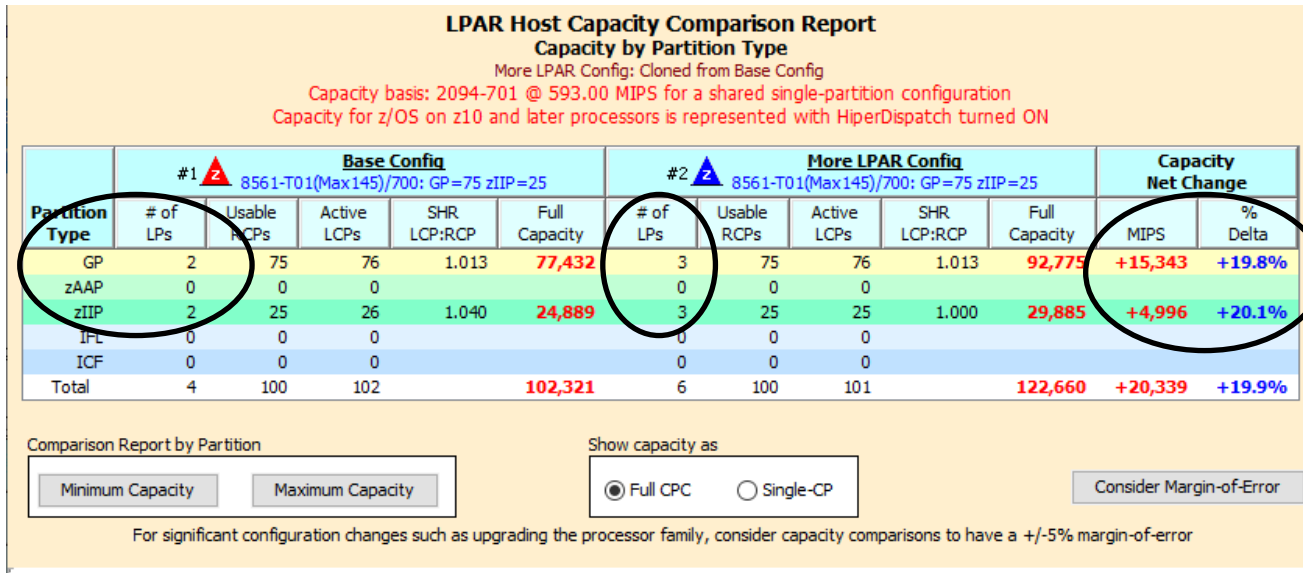 LPAR Host Capacity Comparison Report
Capacity by Partition Type
More LPAR Config: Cloned from Base Config
Capacity basis: 2094-701 @ 593.00 MIPS for a shared single-partition configuration
Capacity for z/OS on z10 and later processors is represented with HiperDispatch turned ON
#1 z Base Config #2 z More LPAR Config Capacity
8561-T01(Max145)/700: GP=75 zIIP=25 8561-T01(Max145)/700: GP=75 zIIP=25 Net Change
Partition # of Usable Active SHR Full # of Usable Active SHR Full %
Type LPs RCPs LCPs LCP:RCP Capacity LPs RCPs LCPs LCP:RCP Capacity MIPS Delta
GP 2 75 76 1.013 77,432 3 75 76 1.013 92,775 +15,343 +19.8%
zAAP 0 0 0 0 0 0
zIIP 2 25 26 1.040 24,889 3 25 25 1.000 29,885 +4,996 +20.1%
IFL 0 0 0 0 0 0
ICF 0 0 0 0 0 0
Total 4 100 102 102,321 6 100 101 122,660 +20,339 +19.9%
Comparison Report by Partition Show capacity as
Minimum Capacity Maximum Capacity Full CPC Single-CP Consider Margin-of-Error
For significant configuration changes such as upgrading the processor family, consider capacity comparisons to have a +/-5% margin-of-error